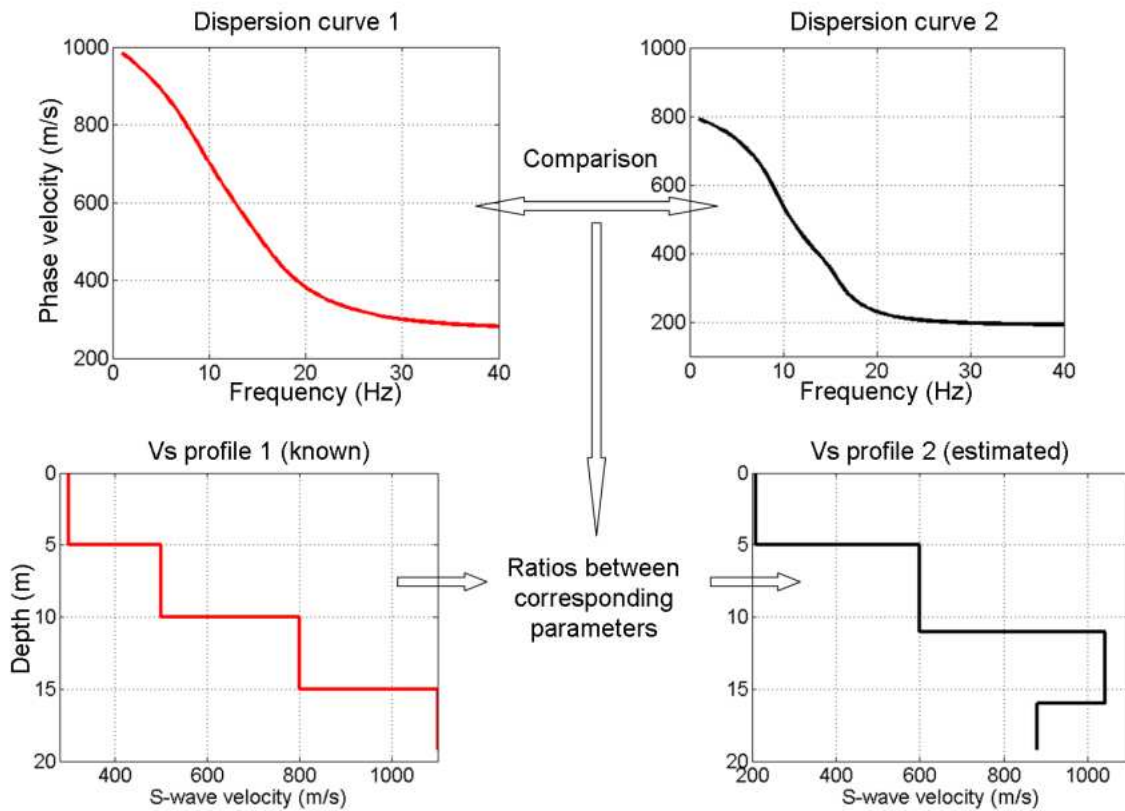 Dispersion curve 1
Dispersion curve 2
1000
800
600
400
200
Phase velocity (m/s)
0
10
20
30
40
Frequency (Hz)
Comparison
1000
800
600
400
200
0
10
20
30
40
Frequency (Hz)
Vs profile 1 (known)
Vs profile 2 (estimated)
0
5
10
15
20
Depth (m)
400
600
800
1000
S-wave velocity (m/s)
Ratios between
corresponding
parameters
0
5
10
15
20
200
400
600
800
1000
S-wave velocity (m/s)